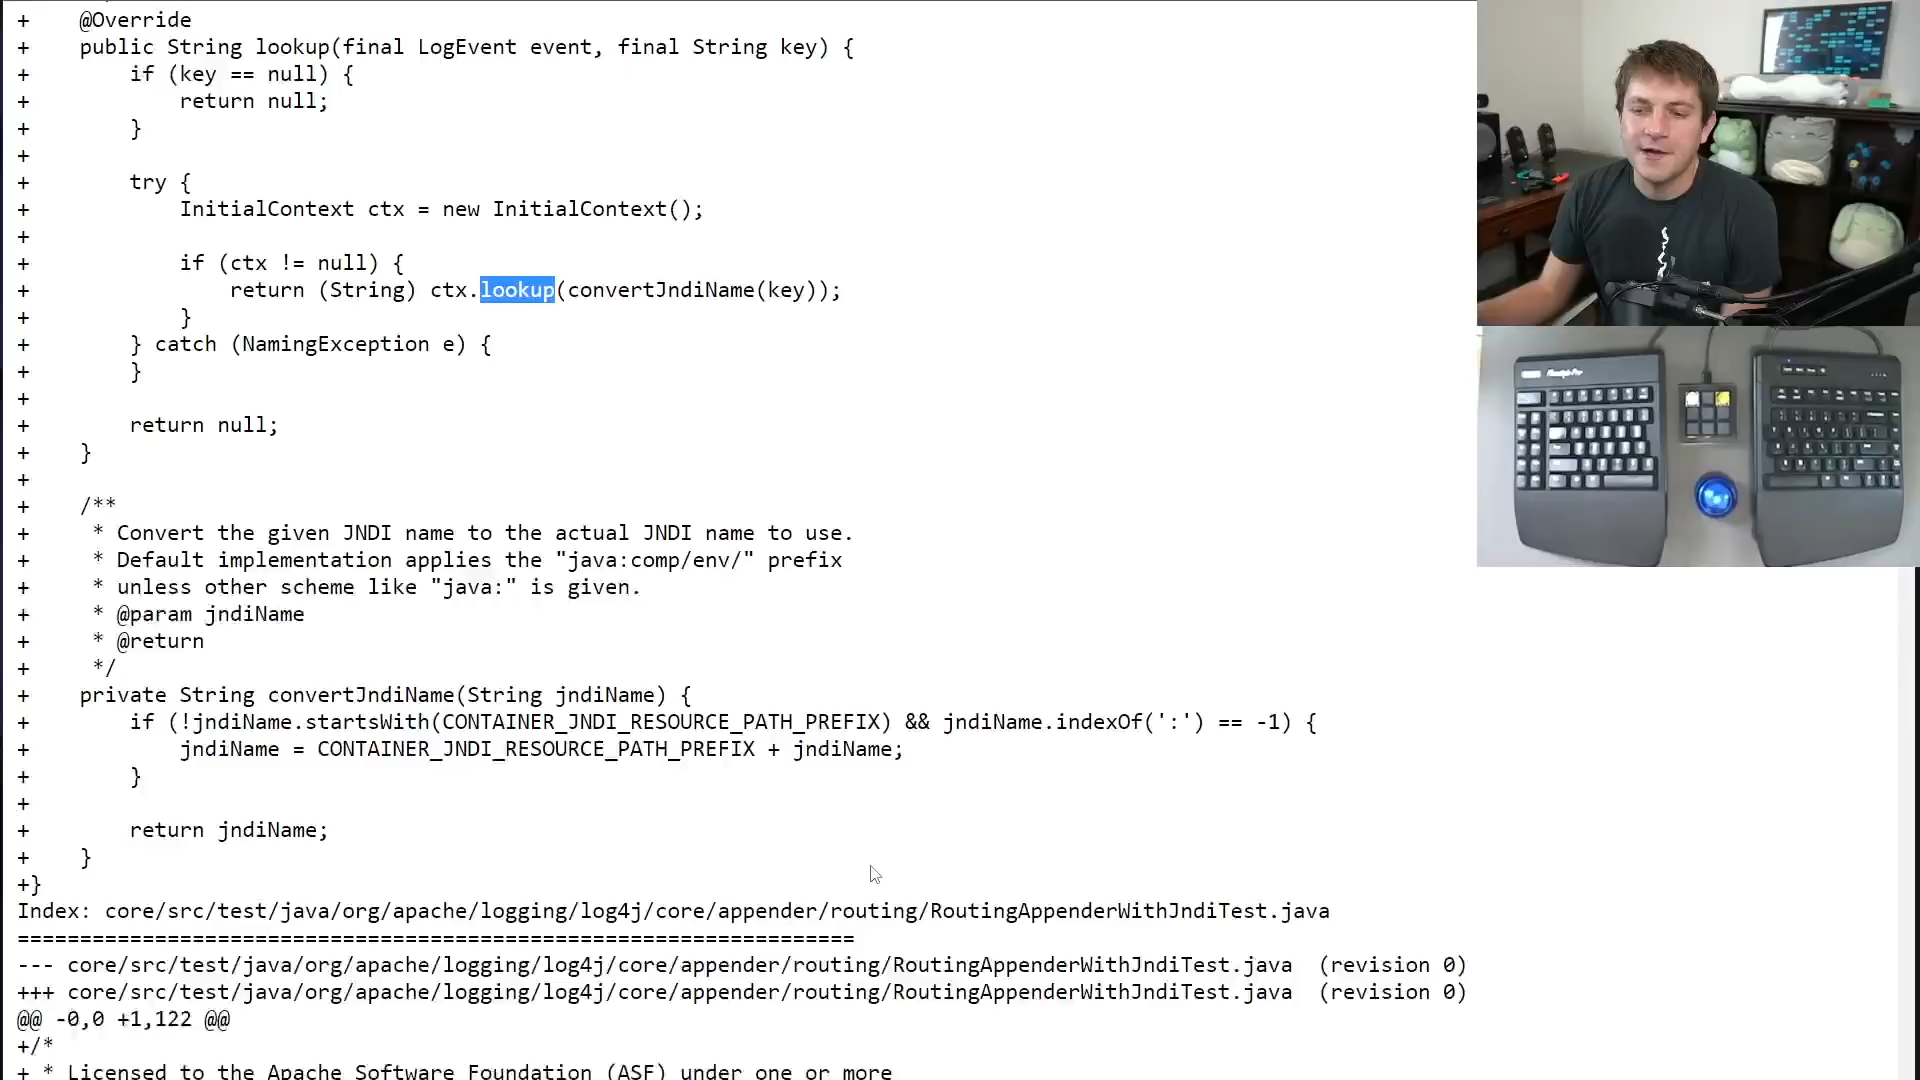 +    @Override
+    public String lookup(final LogEvent event, final String key) {
+        if (key == null) {
+            return null;
+        }
+
+        try {
+            InitialContext ctx = new InitialContext();
+
+            if (ctx != null) {
+                return (String) ctx.lookup(convertJndiName(key));
+            }
+        } catch (NamingException e) {
+        }
+
+        return null;
+    }
+
+    /**
+     * Convert the given JNDI name to the actual JNDI name to use.
+     * Default implementation applies the "java:comp/env/" prefix
+     * unless other scheme like "java:" is given.
+     * @param jndiName
+     * @return
+     */
+    private String convertJndiName(String jndiName) {
+        if (!jndiName.startsWith(CONTAINER_JNDI_RESOURCE_PATH_PREFIX) && jndiName.indexOf(':') == -1) {
+            jndiName = CONTAINER_JNDI_RESOURCE_PATH_PREFIX + jndiName;
+        }
+
+        return jndiName;
+    }
+}
Index: core/src/test/java/org/apache/logging/log4j/core/appender/routing/RoutingAppenderWithJndiTest.java
===================================================================
--- core/src/test/java/org/apache/logging/log4j/core/appender/routing/RoutingAppenderWithJndiTest.java  (revision 0)
+++ core/src/test/java/org/apache/logging/log4j/core/appender/routing/RoutingAppenderWithJndiTest.java  (revision 0)
@@ -0,0 +1,122 @@
+/*
+ * Licensed to the Apache Software Foundation (ASF) under one or more